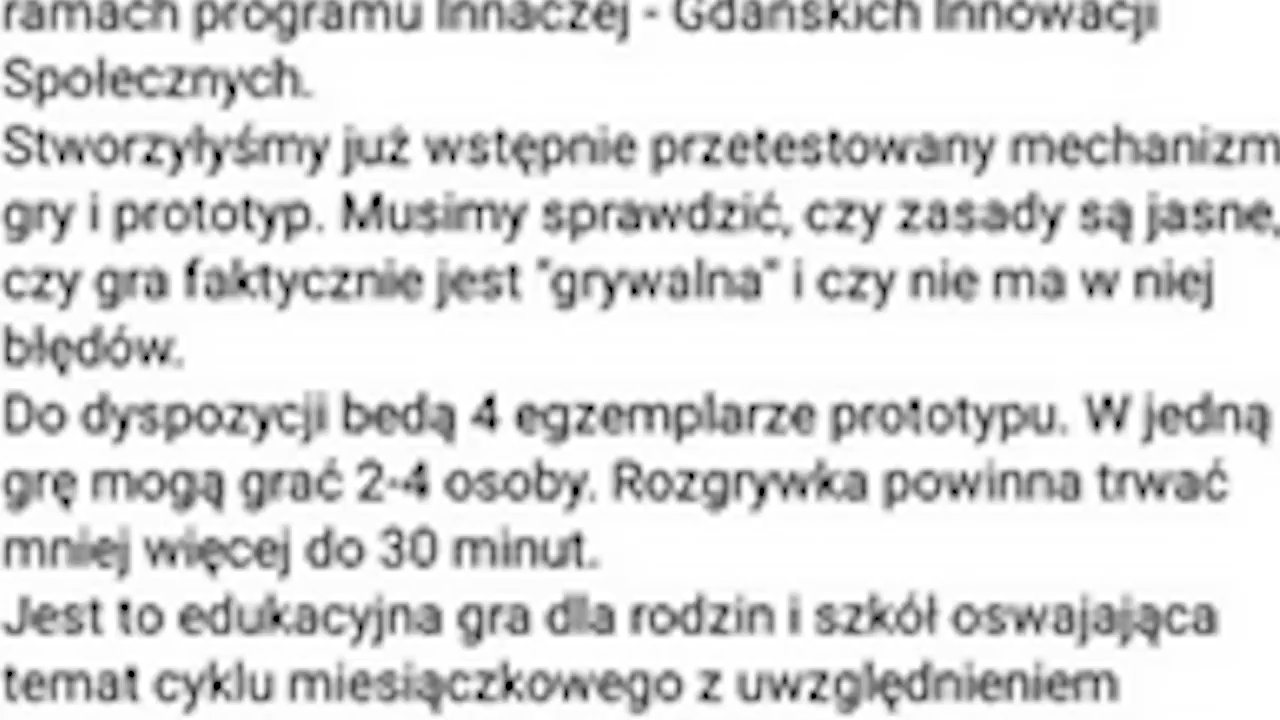 ramach programu Innaczej - Gdańskich Innowacji
Społecznych.
Stworzyłyśmy już wstępnie przetestowany mechanizm
gry i prototyp. Musimy sprawdzić, czy zasady są jasne,
czy gra faktycznie jest "grywalna" i czy nie ma w niej
błędów.
Do dyspozycji bedą 4 egzemplarze prototypu. W jedną
grę mogą grać 2-4 osoby. Rozgrywka powinna trwać
mniej więcej do 30 minut.
Jest to edukacyjna gra dla rodzin i szkół oswajająca
temat cyklu miesiączkowego z uwzględnieniem